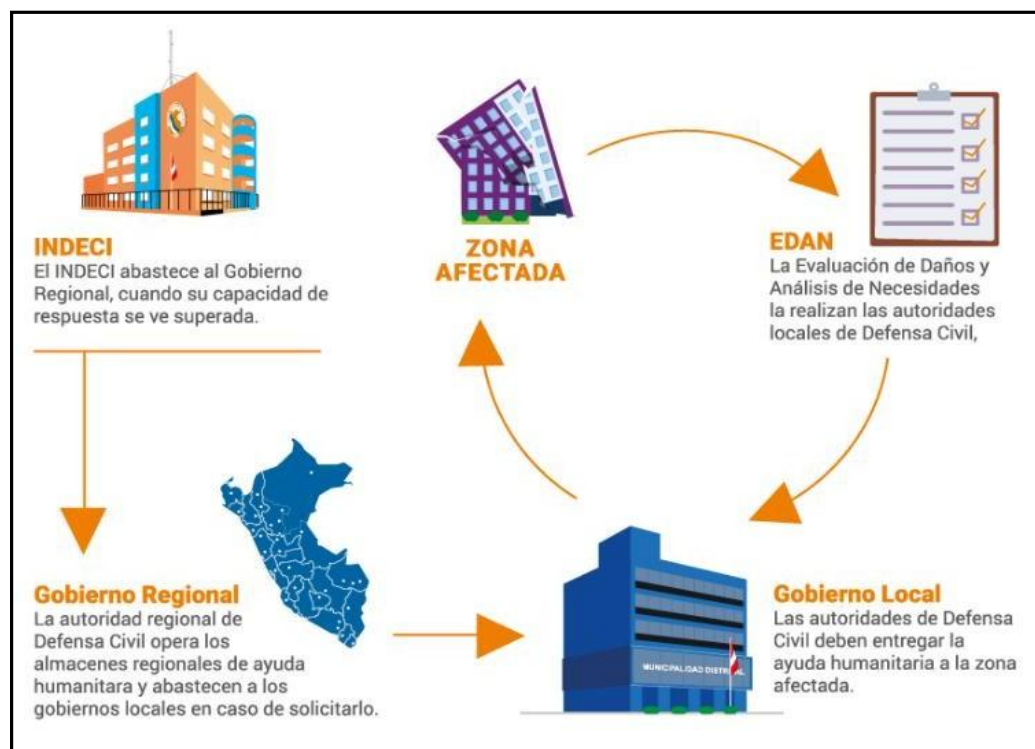 INDECI
El INDECI abastece al Gobierno
Regional, cuando su capacidad de
respuesta se ve superada.
ZONA
AFECTADA
EDAN
La Evaluación de Daños y
Análisis de Necesidades
la realizan las autoridades
locales de Defensa Civil,
Gobierno Regional
La autoridad regional de
Defensa Civil opera los
almacenes regionales de ayuda
humanitara y abastecen a los
gobiernos locales en caso de solicitarlo.
MUNICIPALIDAD
Gobierno Local
Las autoridades de Defensa
Civil deben entregar la
ayuda humanitaria a la zona
afectada.